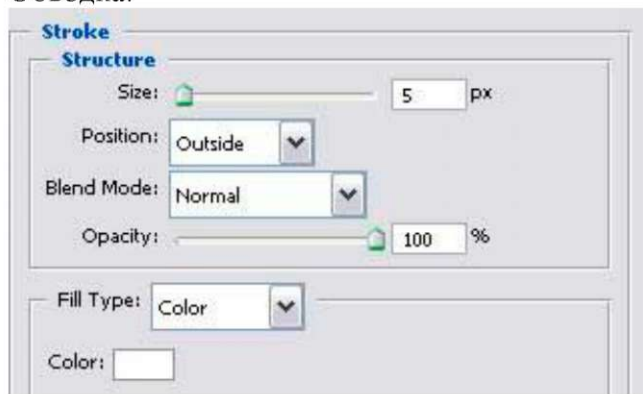 Stroke
Structure
Size: 5 px
Position: Outside
Blend Mode: Normal
Opacity: 100 %
Fill Type: Color
Color: